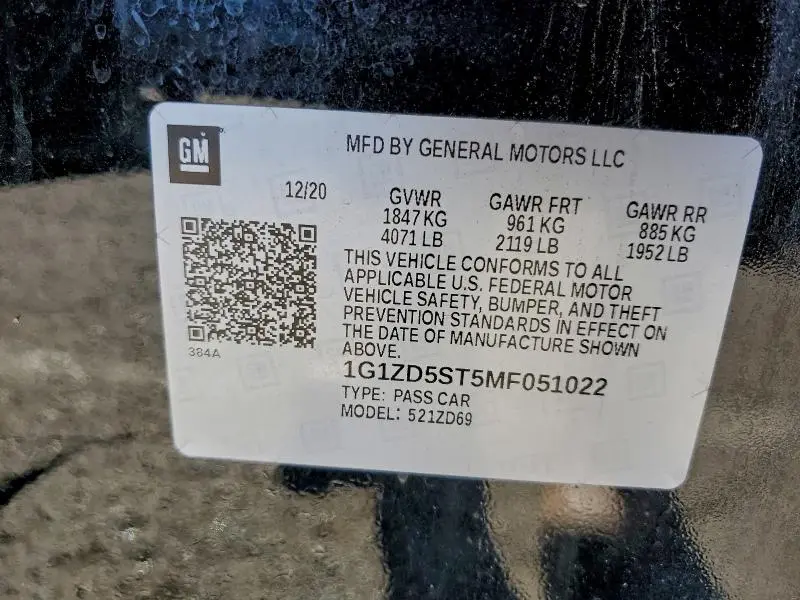 GM
MFD BY GENERAL MOTORS LLC
12/20
GVWR
1847 KG
4071 LB
GAWR FRT
961 KG
2119 LB
GAWR RR
885 KG
1952 LB
THIS VEHICLE CONFORMS TO ALL
APPLICABLE U.S. FEDERAL MOTOR
VEHICLE SAFETY, BUMPER, AND THEFT
PREVENTION STANDARDS IN EFFECT ON
THE DATE OF MANUFACTURE SHOWN
ABOVE.
384A
1G1ZD5ST5MF051022
TYPE: PASS CAR
MODEL: 521ZD69